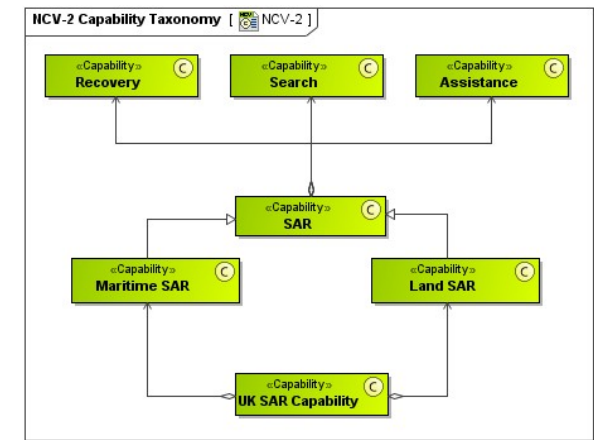 NCV-2 Capability Taxonomy [ NCV-2 ]
«Capability»
Recovery
C
«Capability»
Search
C
«Capability»
Assistance
C
«Capability»
SAR
C
«Capability»
Maritime SAR
C
«Capability»
Land SAR
C
«Capability»
UK SAR Capability
C